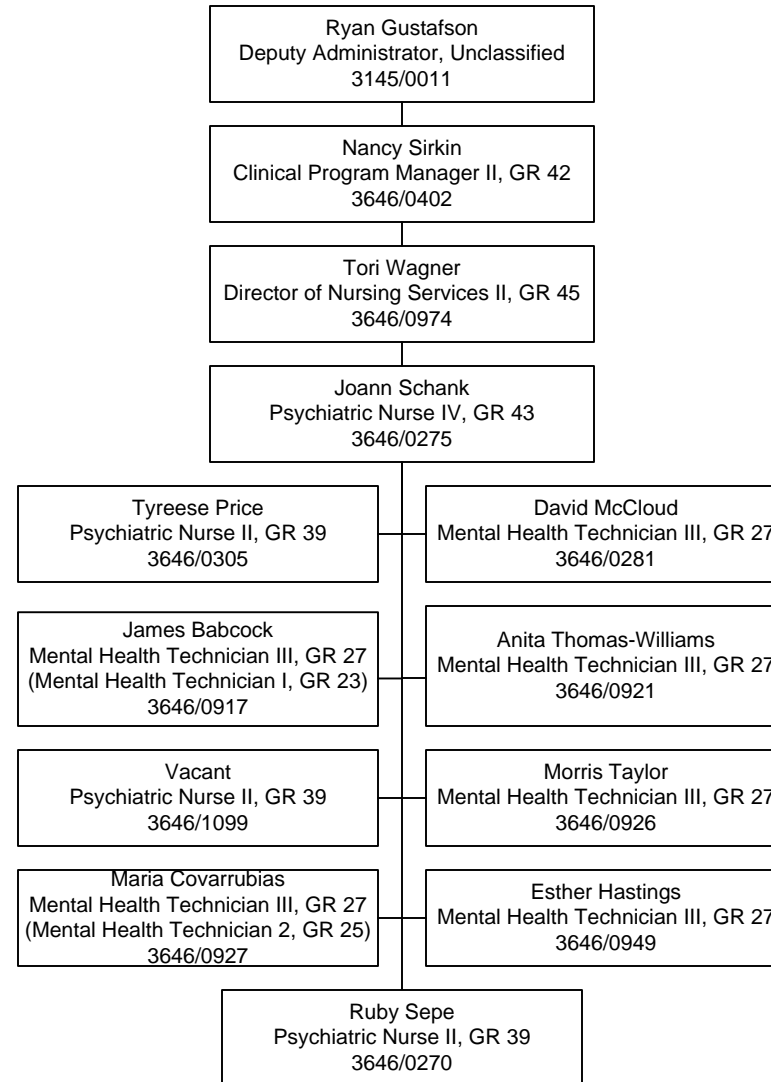 Ryan Gustafson
Deputy Administrator, Unclassified
3145/0011
Nancy Sirkin
Clinical Program Manager II, GR 42
3646/0402
Tori Wagner
Director of Nursing Services II, GR 45
3646/0974
Joann Schank
Psychiatric Nurse IV, GR 43
3646/0275
Tyreese Price
Psychiatric Nurse II, GR 39
3646/0305
David McCloud
Mental Health Technician III, GR 27
3646/0281
James Babcock
Mental Health Technician III, GR 27
(Mental Health Technician I, GR 23)
3646/0917
Anita Thomas-Williams
Mental Health Technician III, GR 27
3646/0921
Vacant
Psychiatric Nurse II, GR 39
3646/1099
Morris Taylor
Mental Health Technician III, GR 27
3646/0926
Maria Covarrubias
Mental Health Technician III, GR 27
(Mental Health Technician 2, GR 25)
3646/0927
Esther Hastings
Mental Health Technician III, GR 27
3646/0949
Ruby Sepe
Psychiatric Nurse II, GR 39
3646/0270